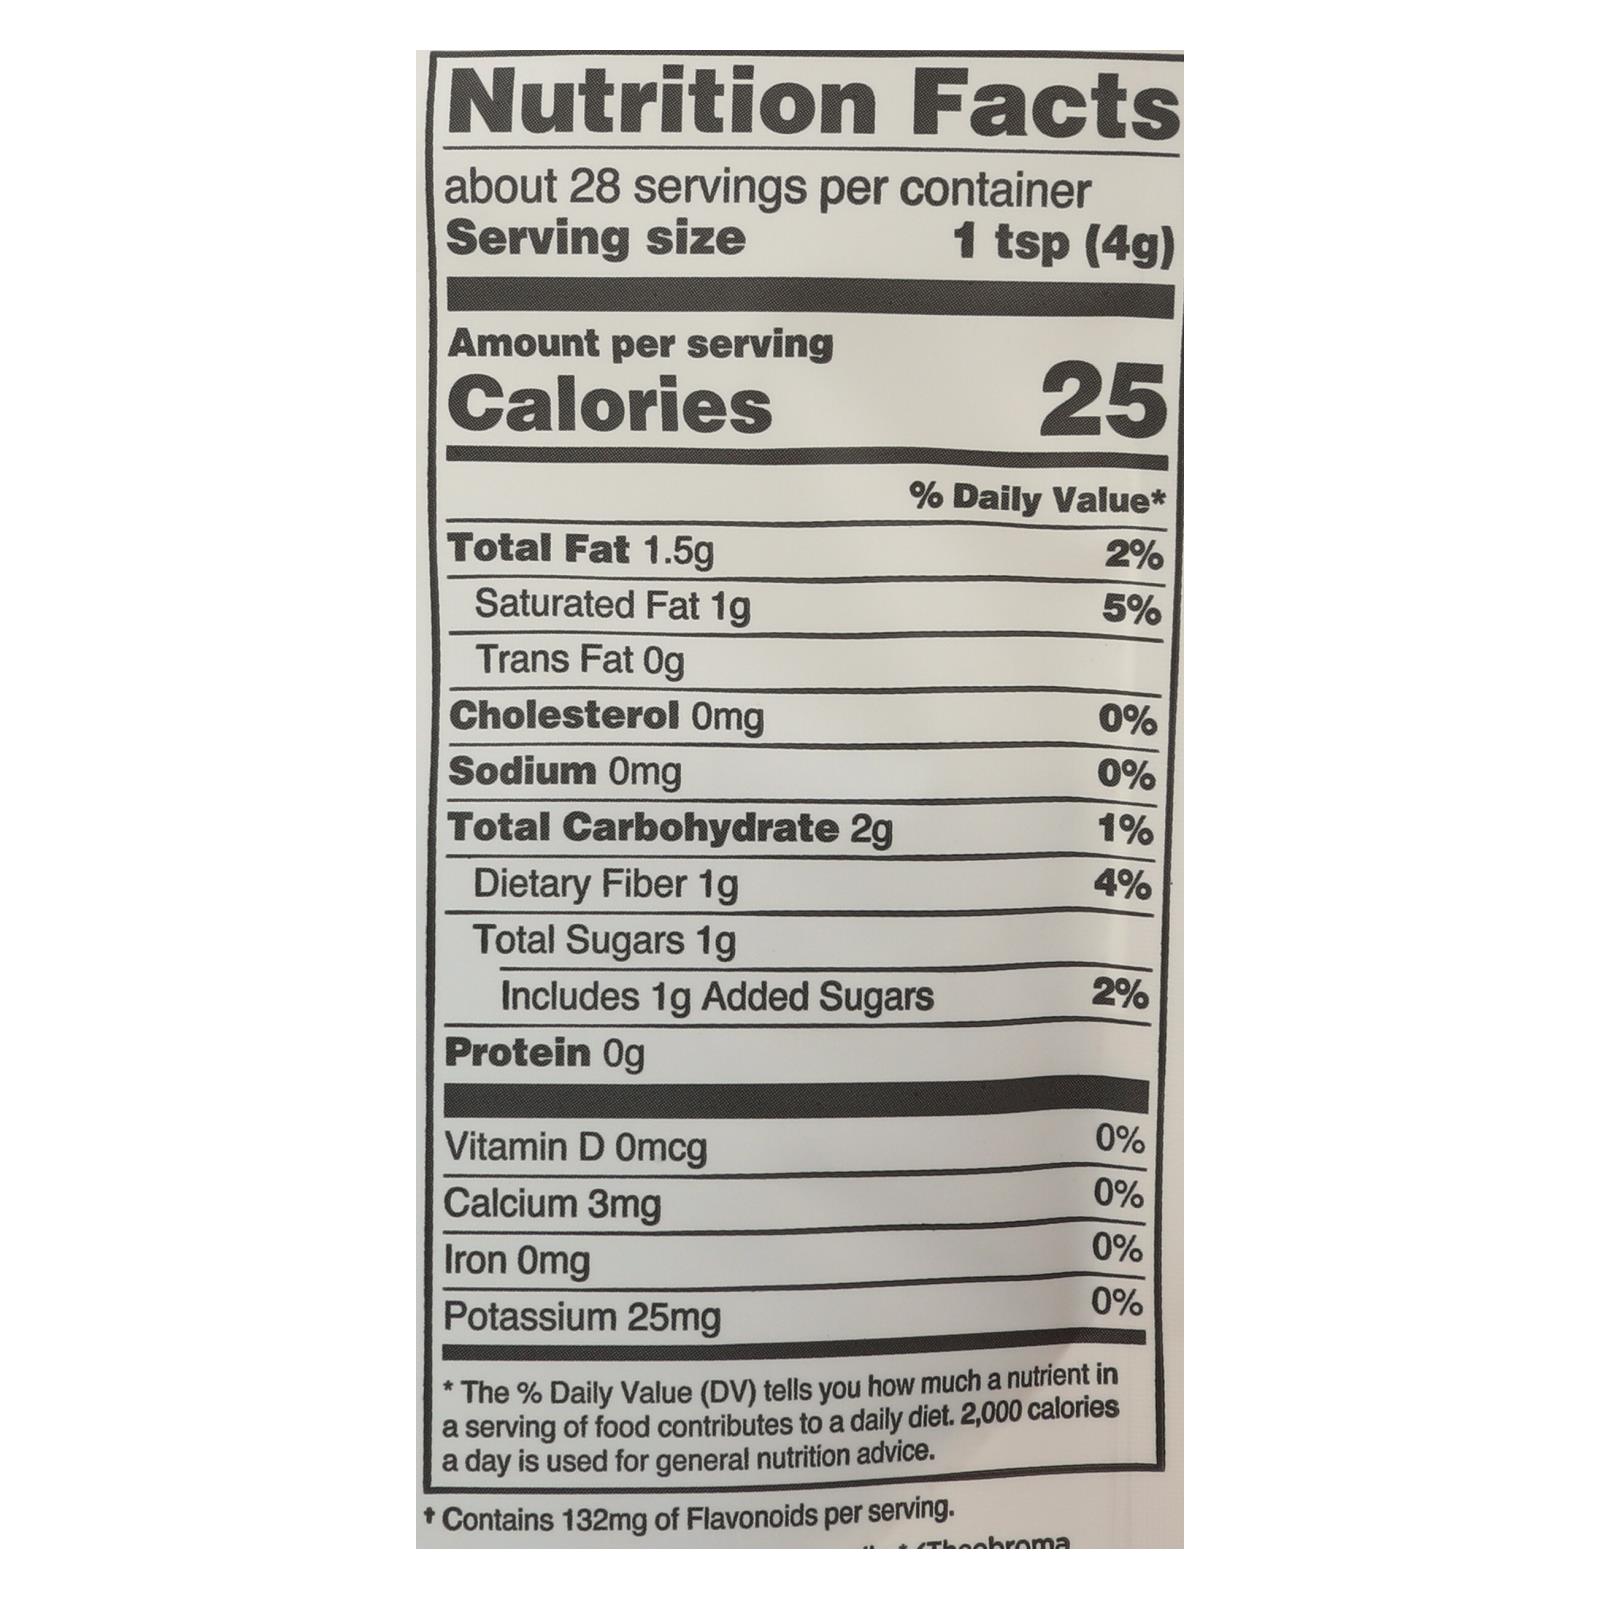 Nutrition Facts
about 28 servings per container
Serving size 1 tsp (4g)
Amount per serving
Calories 25
% Daily Value*
Total Fat 1.5g 2%
Saturated Fat 1g 5%
Trans Fat 0g
Cholesterol 0mg 0%
Sodium 0mg 0%
Total Carbohydrate 2g 1%
Dietary Fiber 1g 4%
Total Sugars 1g
Includes 1g Added Sugars 2%
Protein 0g
Vitamin D 0mcg 0%
Calcium 3mg 0%
Iron 0mg 0%
Potassium 25mg 0%
* The % Daily Value (DV) tells you how much a nutrient in
a serving of food contributes to a daily diet. 2,000 calories
a day is used for general nutrition advice.
† Contains 132mg of Flavonoids per serving.
(Theobroma